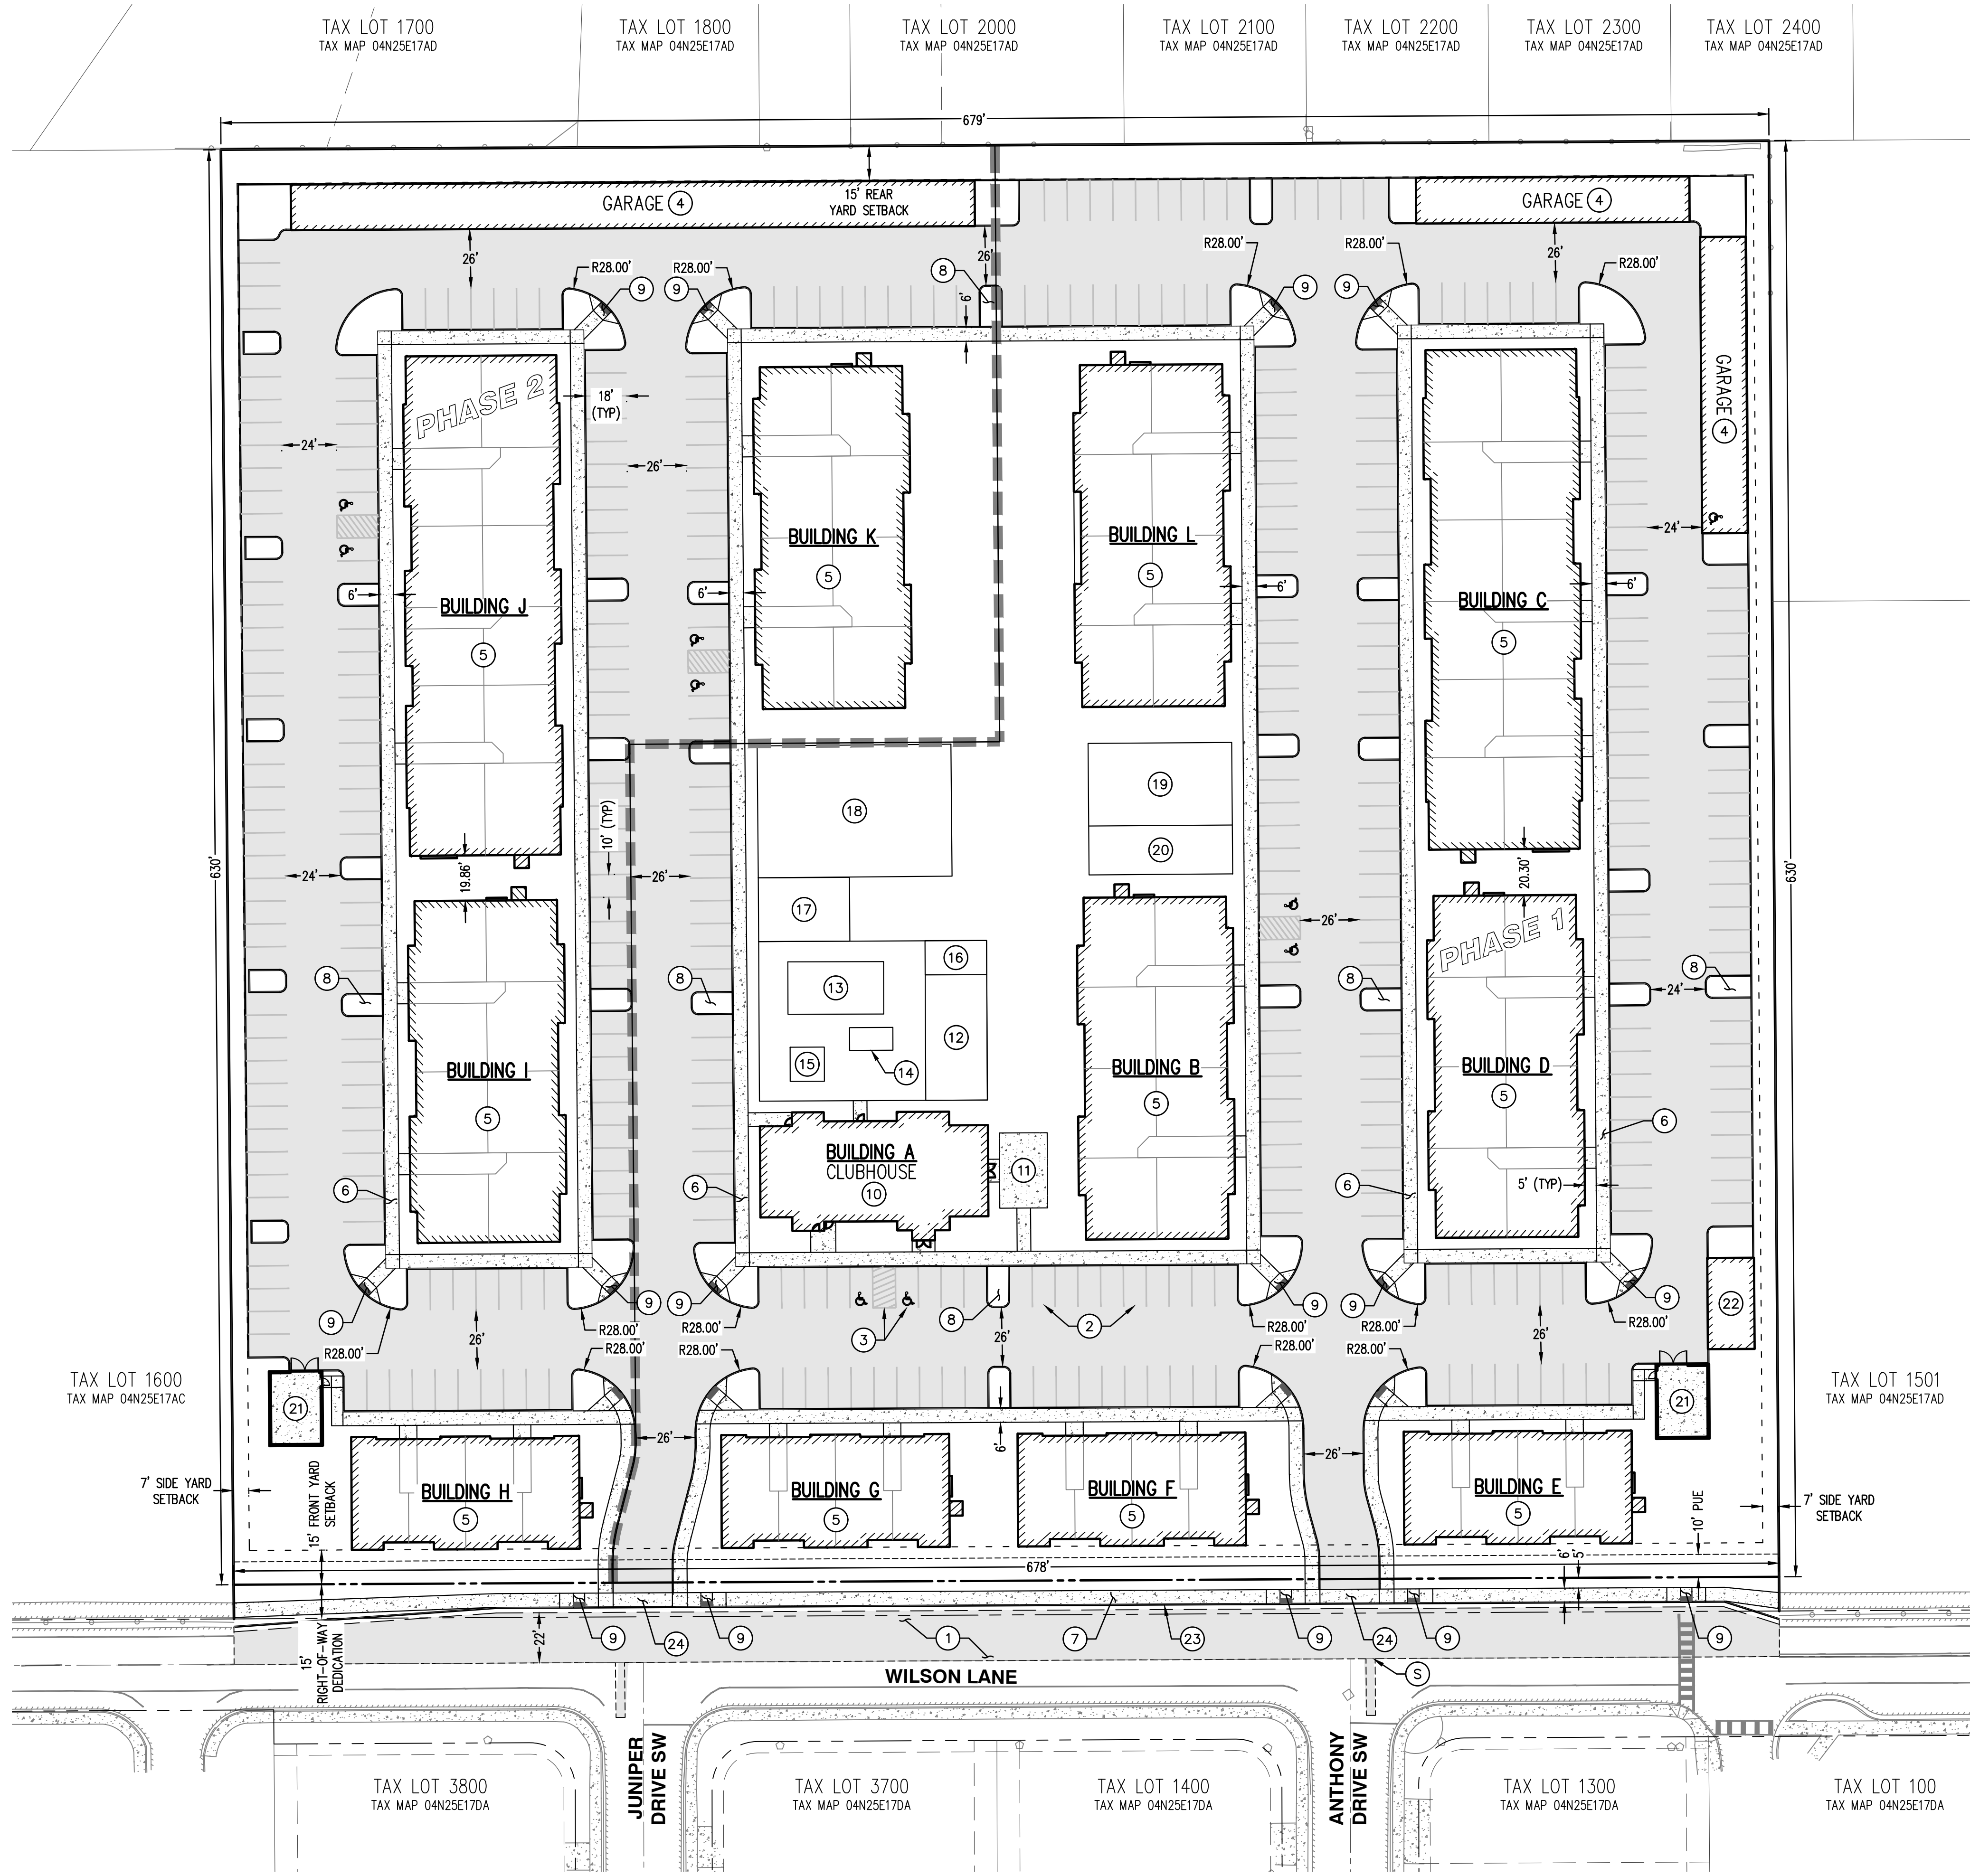 TAX LOT 1700
TAX MAP 04N25E17AD
TAX LOT 1800
TAX MAP 04N25E17AD
TAX LOT 2000
TAX MAP 04N25E17AD
TAX LOT 2100
TAX MAP 04N25E17AD
TAX LOT 2200
TAX MAP 04N25E17AD
TAX LOT 2300
TAX MAP 04N25E17AD
TAX LOT 2400
TAX MAP 04N25E17AD
679'
GARAGE 4
15' REAR
YARD SETBACK
GARAGE 4
26'
R28.00'
R28.00'
26'
R28.00'
R28.00'
26'
R28.00'
8
9
9
9
9
6'
GARAGE 4
PHASE 2
18'
(TYP)
24'
26'
24'
BUILDING K
5
BUILDING L
5
BUILDING J
5
BUILDING C
5
6'
6'
6'
6'
18
19
20
10' (TYP)
24'
26'
19.86'
20.30'
630'
630'
17
16
13
12
14
15
26'
PHASE 1
8
8
8
8
24'
BUILDING I
5
BUILDING B
5
BUILDING D
5
BUILDING A
CLUBHOUSE
10
11
6
6
6
6
5' (TYP)
9
9
9
9
9
9
R28.00'
26'
R28.00'
R28.00'
3
8
26'
2
R28.00'
R28.00'
26'
R28.00'
22
R28.00'
R28.00'
R28.00'
R28.00'
TAX LOT 1600
TAX MAP 04N25E17AC
TAX LOT 1501
TAX MAP 04N25E17AD
21
21
26'
6'
26'
7' SIDE YARD
SETBACK
15' FRONT YARD
SETBACK
BUILDING H
5
BUILDING G
5
BUILDING F
5
BUILDING E
5
10' PUE
7' SIDE YARD
SETBACK
678'
6'
5'
15'
RIGHT-OF-WAY
DEDICATION
22'
9
24
9
1
7
23
9
24
9
9
WILSON LANE
S
JUNIPER
DRIVE SW
ANTHONY
DRIVE SW
TAX LOT 3800
TAX MAP 04N25E17DA
TAX LOT 3700
TAX MAP 04N25E17DA
TAX LOT 1400
TAX MAP 04N25E17DA
TAX LOT 1300
TAX MAP 04N25E17DA
TAX LOT 100
TAX MAP 04N25E17DA